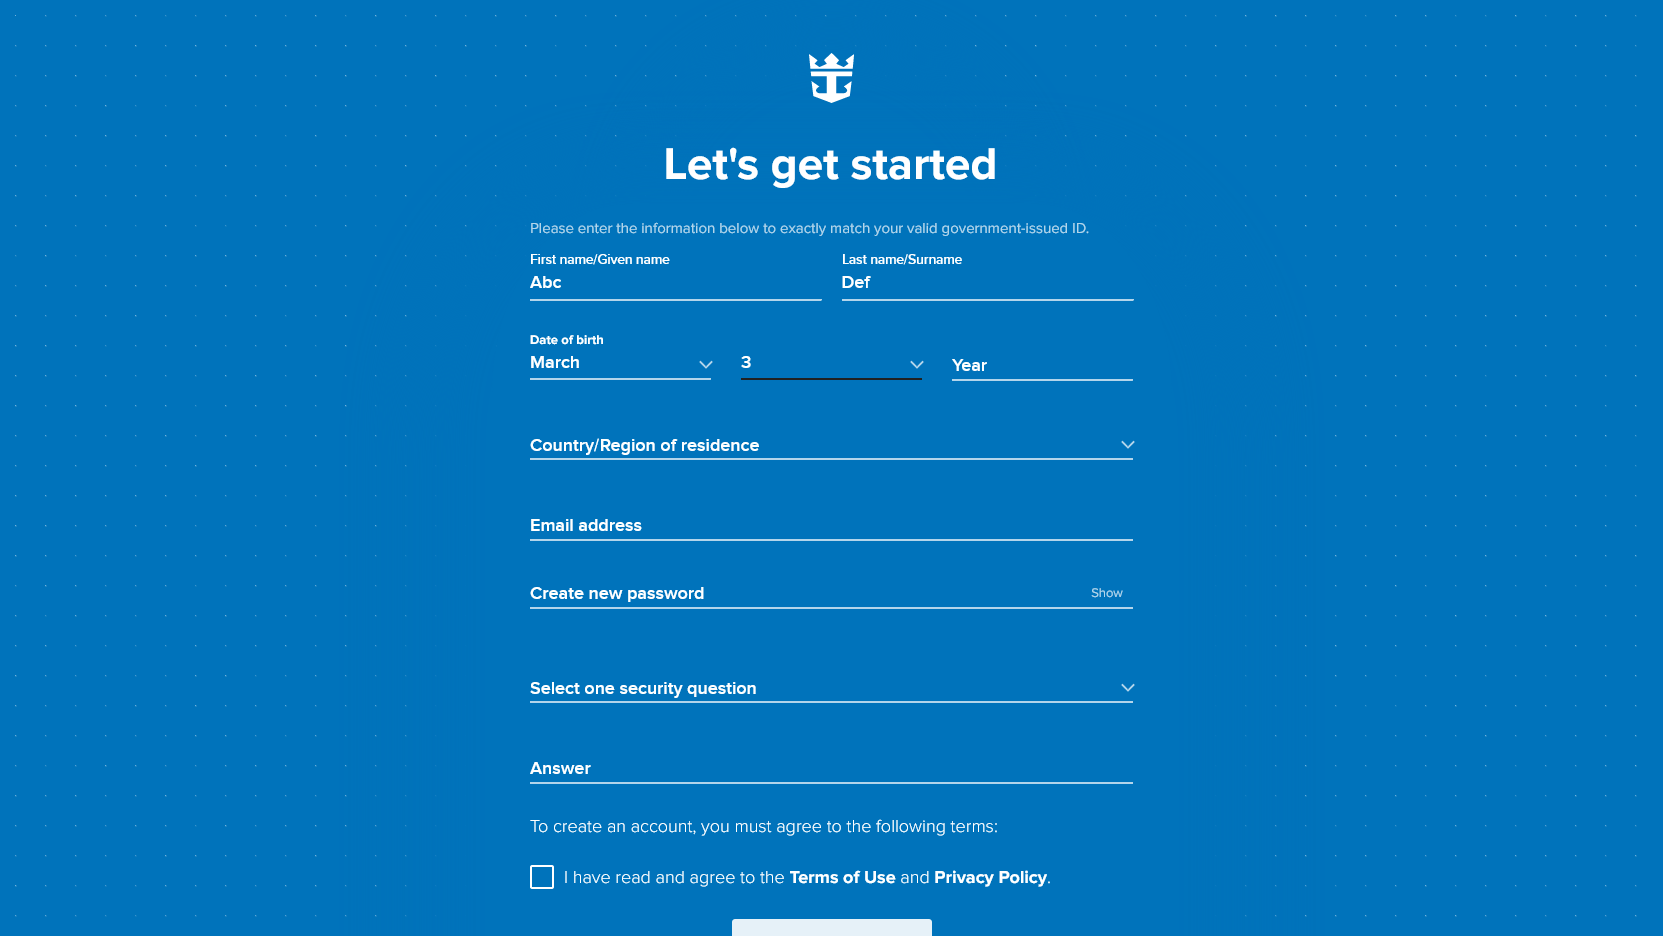 Let's get started
Please enter the information below to exactly match your valid government-issued ID.
First name/Given name
Abc
Last name/Surname
Def
Date of birth
March
3
Year
Country/Region of residence
Email address
Create new password
Show
Select one security question
Answer
To create an account, you must agree to the following terms:
I have read and agree to the Terms of Use and Privacy Policy.